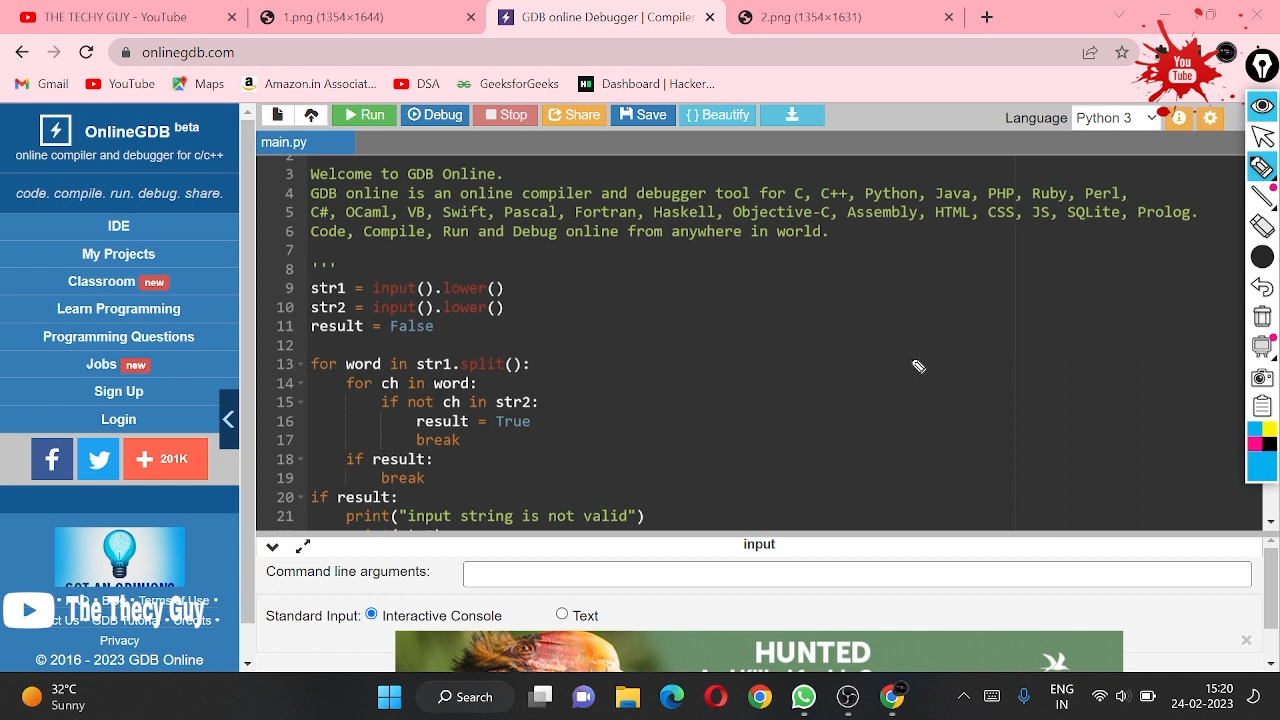 THE TECHY GUY - YouTube
1.png (1354×1644)
GDB online Debugger | Compiler
2.png (1354×1631)
onlinegdb.com
Gmail
YouTube
Maps
Amazon.in Associat...
DSA
GeeksforGeeks
Dashboard | Hacker...
You
Tube
OnlineGDB beta
online compiler and debugger for c/c++
code. compile. run. debug. share.
IDE
My Projects
Classroom new
Learn Programming
Programming Questions
Jobs new
Sign Up
Login
201K
The Thecy Guy
Privacy
© 2016 - 2023 GDB Online
Run
Debug
Stop
Share
Save
{ } Beautify
Language Python 3
main.py
2
3 Welcome to GDB Online.
4 GDB online is an online compiler and debugger tool for C, C++, Python, Java, PHP, Ruby, Perl,
5 C#, OCaml, VB, Swift, Pascal, Fortran, Haskell, Objective-C, Assembly, HTML, CSS, JS, SQLite, Prolog.
6 Code, Compile, Run and Debug online from anywhere in world.
7
8 '''
9 str1 = input().lower()
10 str2 = input().lower()
11 result = False
12
13 for word in str1.split():
14 for ch in word:
15 if not ch in str2:
16 result = True
17 break
18 if result:
19 break
20 if result:
21 print("input string is not valid")
input
Command line arguments:
Standard Input: Interactive Console Text
HUNTED
32°C
Sunny
Search
ENG
IN
15:20
24-02-2023